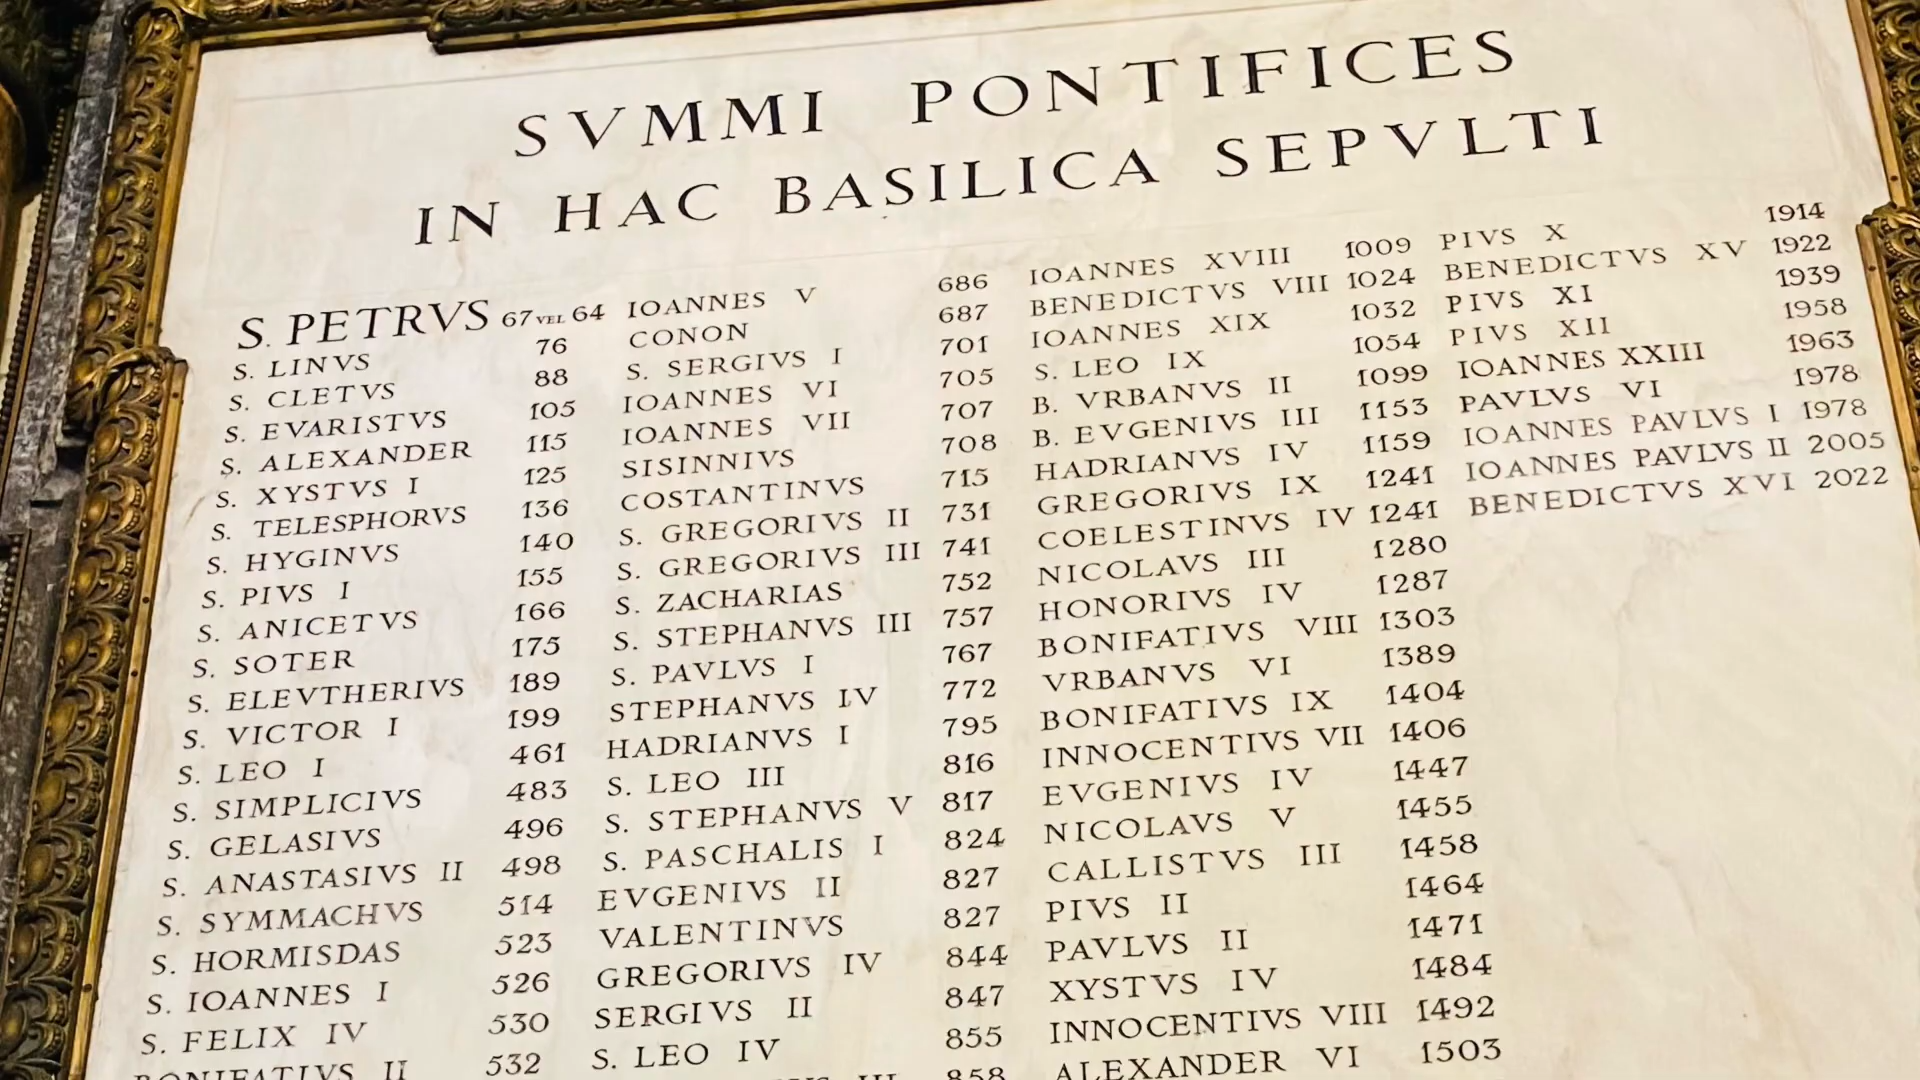 SVMMI PONTIFICES
IN HAC BASILICA SEPVLTI
S. PETRVS 67 VEL 64
S. LINVS 76
S. CLETVS 88
S. EVARISTVS 105
S. ALEXANDER 115
S. XYSTVS I 125
S. TELESPHORVS 136
S. HYGINVS 140
S. PIVS I 155
S. ANICETVS 166
S. SOTER 175
S. ELEVTHERIVS 189
S. VICTOR I 199
S. LEO I 461
S. SIMPLICIVS 483
S. GELASIVS 496
S. ANASTASIVS II 498
S. SYMMACHVS 514
S. HORMISDAS 523
S. IOANNES I 526
S. FELIX IV 530
BONIFATIVS II 532
IOANNES V 686
CONON 687
S. SERGIVS I 701
IOANNES VI 705
IOANNES VII 707
SISINNIVS 708
COSTANTINVS 715
S. GREGORIVS II 731
S. GREGORIVS III 741
S. ZACHARIAS 752
S. STEPHANVS III 757
S. PAVLVS I 767
STEPHANVS IV 772
HADRIANVS I 795
S. LEO III 816
S. STEPHANVS V 817
S. PASCHALIS I 824
EVGENIVS II 827
VALENTINVS 827
GREGORIVS IV 844
SERGIVS II 847
S. LEO IV 855
III 858
IOANNES XVIII 1009
BENEDICTVS VIII 1024
IOANNES XIX 1032
S. LEO IX 1054
B. VRBANVS II 1099
B. EVGENIVS III 1153
HADRIANVS IV 1159
GREGORIVS IX 1241
COELESTINVS IV 1241
NICOLAVS III 1280
HONORIVS IV 1287
BONIFATIVS VIII 1303
VRBANVS VI 1389
BONIFATIVS IX 1404
INNOCENTIVS VII 1406
EVGENIVS IV 1447
NICOLAVS V 1455
CALLISTVS III 1458
PIVS II 1464
PAVLVS II 1471
XYSTVS IV 1484
INNOCENTIVS VIII 1492
ALEXANDER VI 1503
PIVS X 1914
BENEDICTVS XV 1922
PIVS XI 1939
PIVS XII 1958
IOANNES XXIII 1963
PAVLVS VI 1978
IOANNES PAVLVS I 1978
IOANNES PAVLVS II 2005
BENEDICTVS XVI 2022